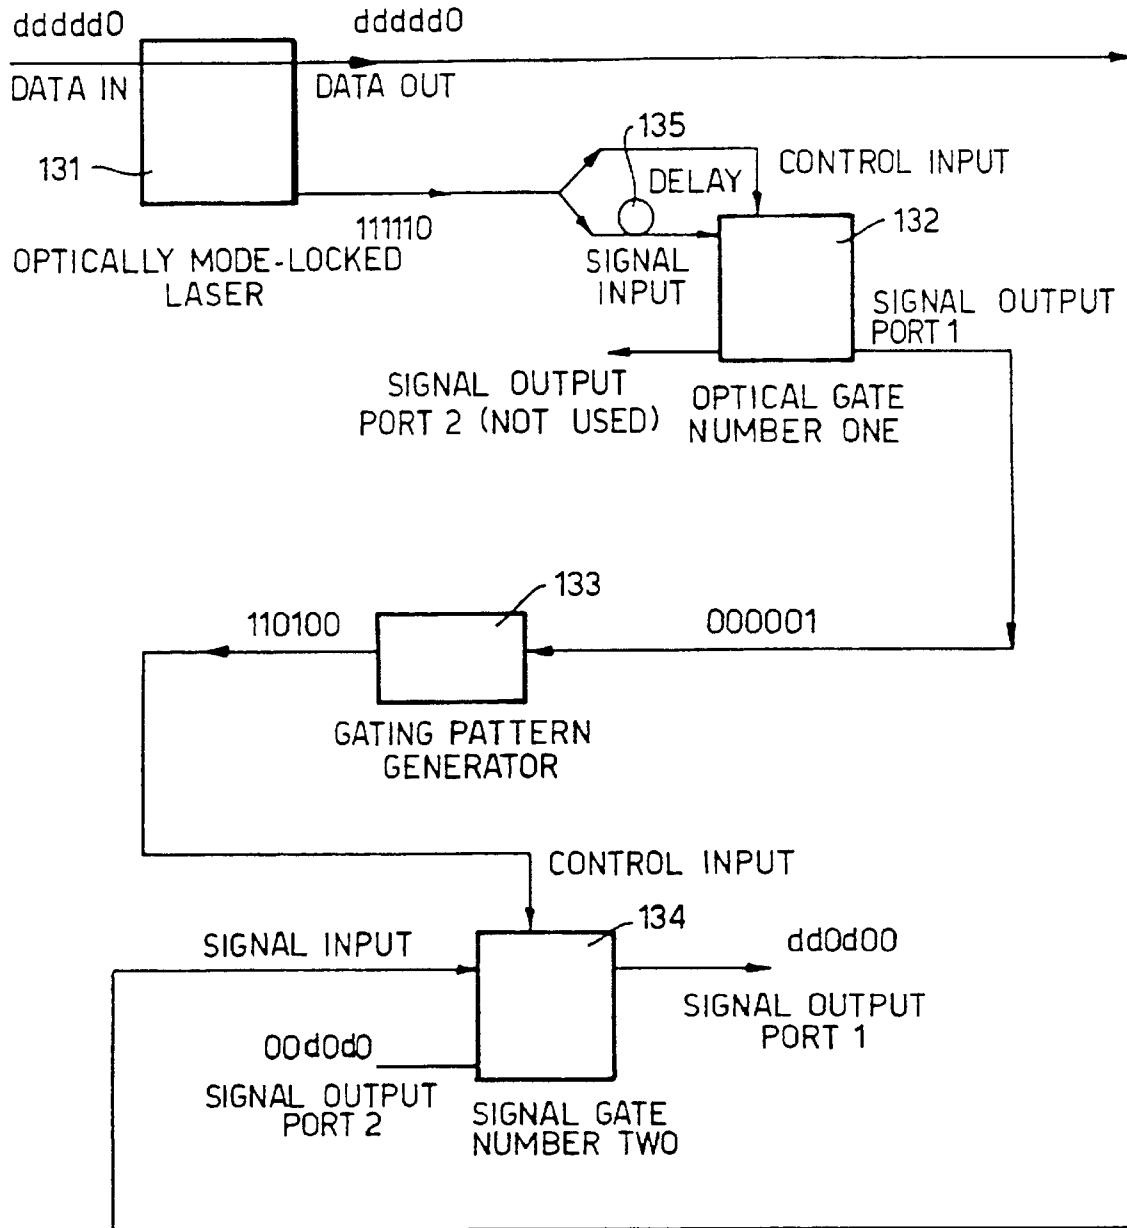 ddddd0
ddddd0
DATA IN
DATA OUT
131
135
DELAY
CONTROL INPUT
111110
132
OPTICALLY MODE-LOCKED
LASER
SIGNAL
INPUT
SIGNAL OUTPUT
PORT 1
SIGNAL OUTPUT
PORT 2 (NOT USED)
OPTICAL GATE
NUMBER ONE
133
110100
000001
GATING PATTERN
GENERATOR
CONTROL INPUT
134
SIGNAL INPUT
dd0d00
SIGNAL OUTPUT
PORT 1
00d0d0
SIGNAL OUTPUT
PORT 2
SIGNAL GATE
NUMBER TWO